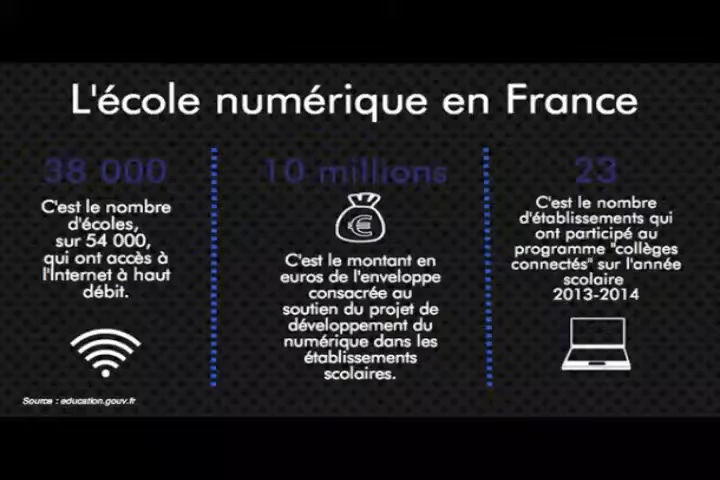 L'école numérique en France
38 000
C'est le nombre
d'écoles,
sur 54 000,
qui ont accès à
l'Internet à haut
débit.
10 millions
C'est le montant en
euros de l'enveloppe
consacrée au
soutien du projet de
développement du
numérique dans les
établissements
scolaires.
23
C'est le nombre
d'établissements qui
ont participé au
programme "collèges
connectés" sur l'année
scolaire
2013-2014
Source : education.gouv.fr